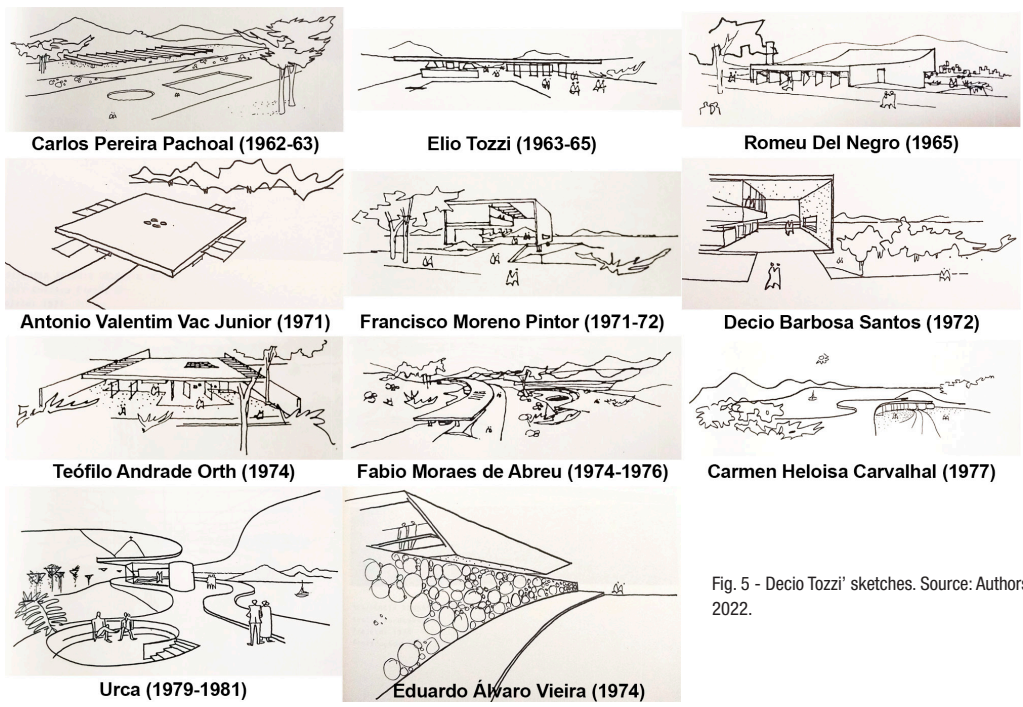 Carlos Pereira Pachoal (1962-63)
Elio Tozzi (1963-65)
Romeu Del Negro (1965)
Antonio Valentim Vac Junior (1971)
Francisco Moreno Pintor (1971-72)
Decio Barbosa Santos (1972)
Teófilo Andrade Orth (1974)
Fabio Moraes de Abreu (1974-1976)
Carmen Heloisa Carvalhal (1977)
Urca (1979-1981)
Eduardo Álvaro Vieira (1974)
Fig. 5 - Decio Tozzi’ sketches. Source: Authors
2022.